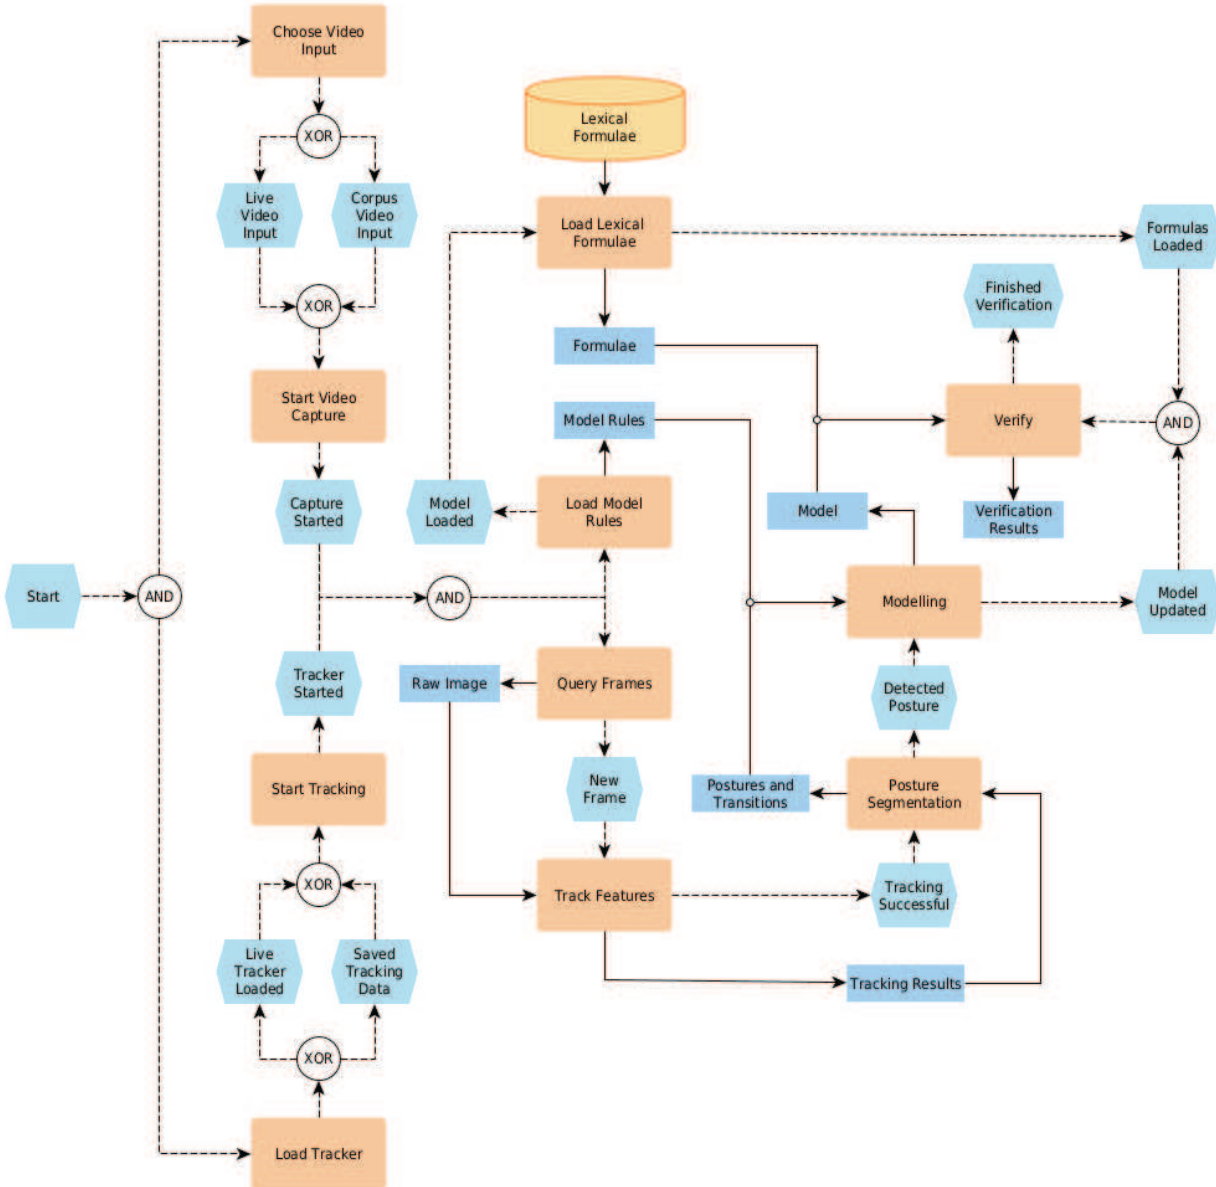 Choose Video
Input
XOR
Live
Video
Input
Corpus
Video
Input
XOR
Start Video
Capture
Capture
Started
Start
AND
AND
Tracker
Started
Start Tracking
XOR
Live
Tracker
Loaded
Saved
Tracking
Data
XOR
Load Tracker
Lexical
Formulae
Load Lexical
Formulae
Formulae
Model Rules
Model
Loaded
Load Model
Rules
Raw Image
Query Frames
New
Frame
Track Features
Formulas
Loaded
Finished
Verification
Verify
AND
Model
Verification
Results
Modelling
Model
Updated
Detected
Posture
Postures and
Transitions
Posture
Segmentation
Tracking
Successful
Tracking Results